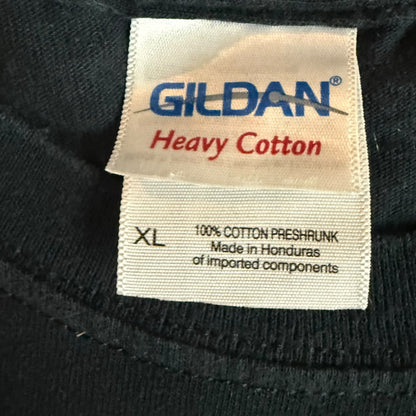 GILDAN®
Heavy Cotton
XL
100% COTTON PRESHRUNK
Made in Honduras
of imported components